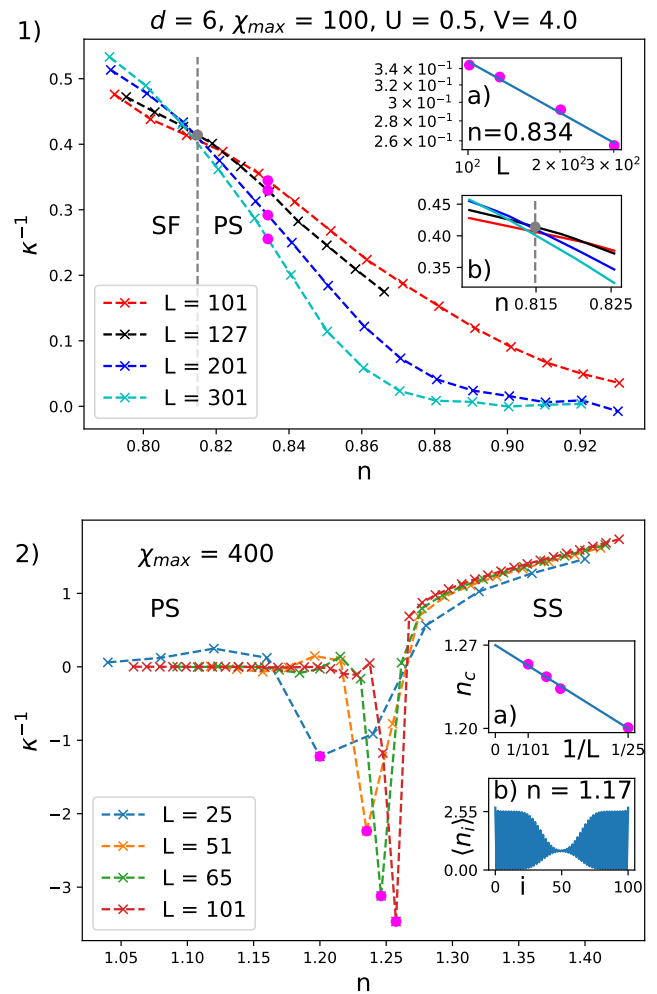 d = 6, χmax = 100, U = 0.5, V= 4.0
1)
κ⁻¹
0.5
0.4
0.3
0.2
0.1
0.0
SF
PS
L = 101
L = 127
L = 201
L = 301
0.80 0.82 0.84 0.86 0.88 0.90 0.92
n
3.4 × 10⁻¹
3.2 × 10⁻¹
3 × 10⁻¹
2.8 × 10⁻¹
2.6 × 10⁻¹
a)
n=0.834
10² 2 × 10² 3 × 10²
L
0.45
0.40
0.35
b)
n 0.815 0.825
2)
χmax = 400
PS
SS
κ⁻¹
1
0
−1
−2
−3
L = 25
L = 51
L = 65
L = 101
1.05 1.10 1.15 1.20 1.25 1.30 1.35 1.40
n
1.27
1.20
nc
a)
0 1/101 1/L 1/25
b) n = 1.17
⟨ni⟩
2.55
0.00
0 i 50 100